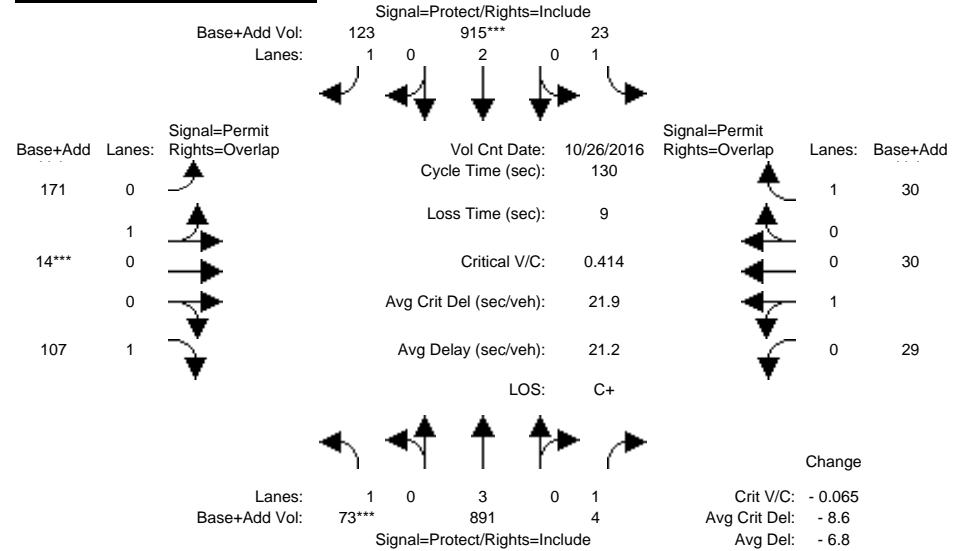 Signal=Protect/Rights=Include
Base+Add Vol: 123 915*** 23
Lanes: 1 0 2 0 1
Signal=Permit
Base+Add Lanes: Rights=Overlap
Signal=Permit
Rights=Overlap Lanes: Base+Add
Vol Cnt Date: 10/26/2016
Cycle Time (sec): 130
171 0
1 30
Loss Time (sec): 9
1
0
14*** 0
Critical V/C: 0.414
0 30
0
Avg Crit Del (sec/veh): 21.9
1
107 1
Avg Delay (sec/veh): 21.2
0 29
LOS: C+
Change
Lanes: 1 0 3 0 1
Crit V/C: - 0.065
Base+Add Vol: 73*** 891 4
Avg Crit Del: - 8.6
Signal=Protect/Rights=Include
Avg Del: - 6.8